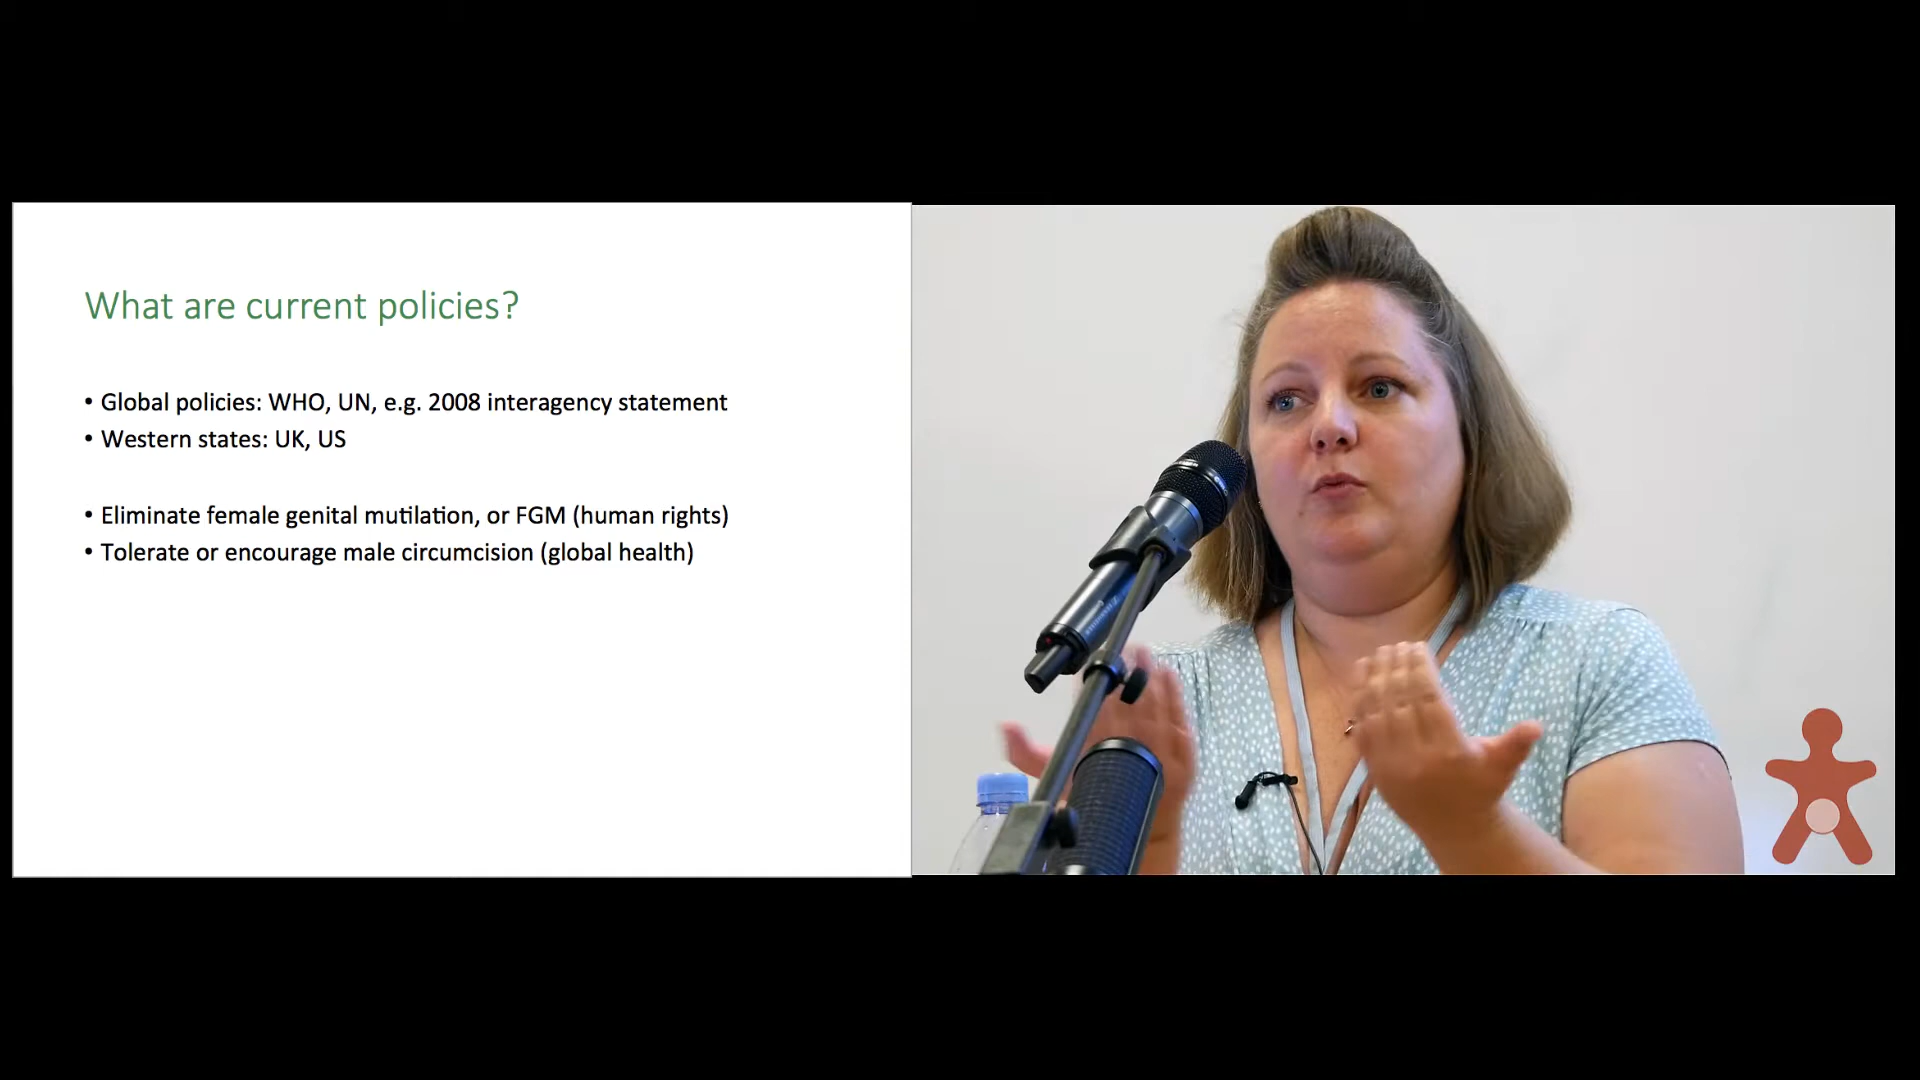 What are current policies?
• Global policies: WHO, UN, e.g. 2008 interagency statement
• Western states: UK, US
• Eliminate female genital mutilation, or FGM (human rights)
• Tolerate or encourage male circumcision (global health)